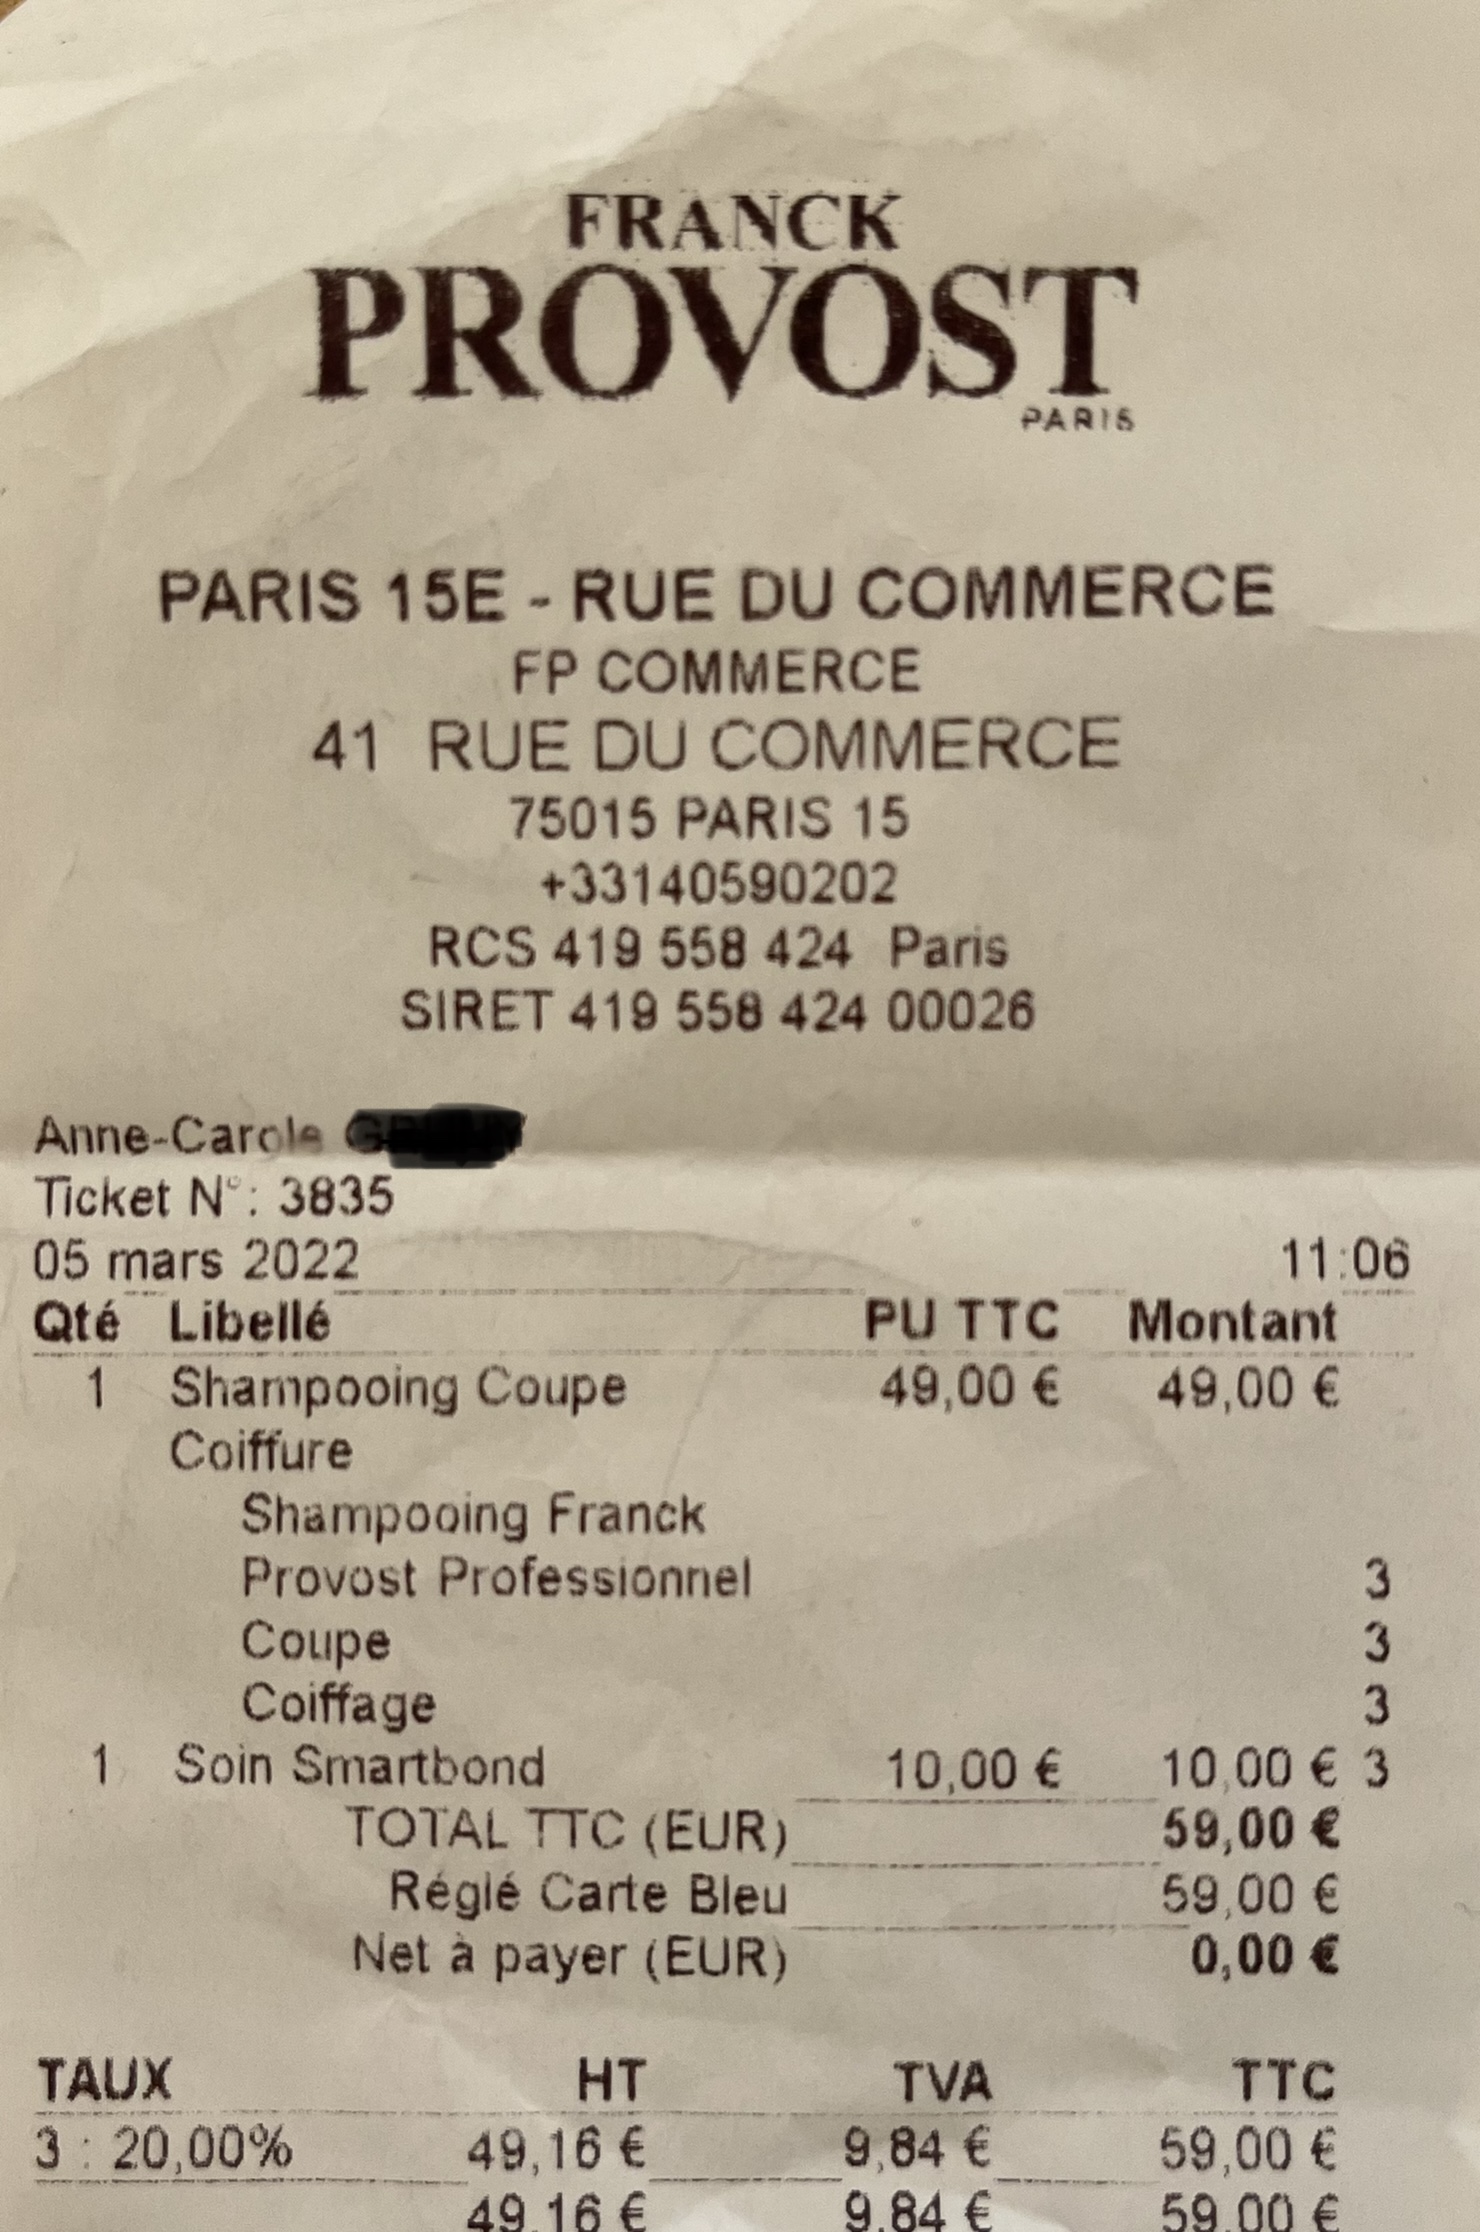 FRANCK
PROVOST
PARIS
PARIS 15E - RUE DU COMMERCE
FP COMMERCE
41 RUE DU COMMERCE
75015 PARIS 15
+33140590202
RCS 419 558 424 Paris
SIRET 419 558 424 00026
Anne-Carole
Ticket N°: 3835
05 mars 2022 11:06
Qté Libellé PU TTC Montant
1 Shampooing Coupe 49,00 € 49,00 €
Coiffure
Shampooing Franck
Provost Professionnel 3
Coupe 3
Coiffage 3
1 Soin Smartbond 10,00 € 10,00 € 3
TOTAL TTC (EUR) 59,00 €
Réglé Carte Bleu 59,00 €
Net à payer (EUR) 0,00 €
TAUX HT TVA TTC
3 : 20,00% 49,16 € 9,84 € 59,00 €
49,16 € 9,84 € 59,00 €